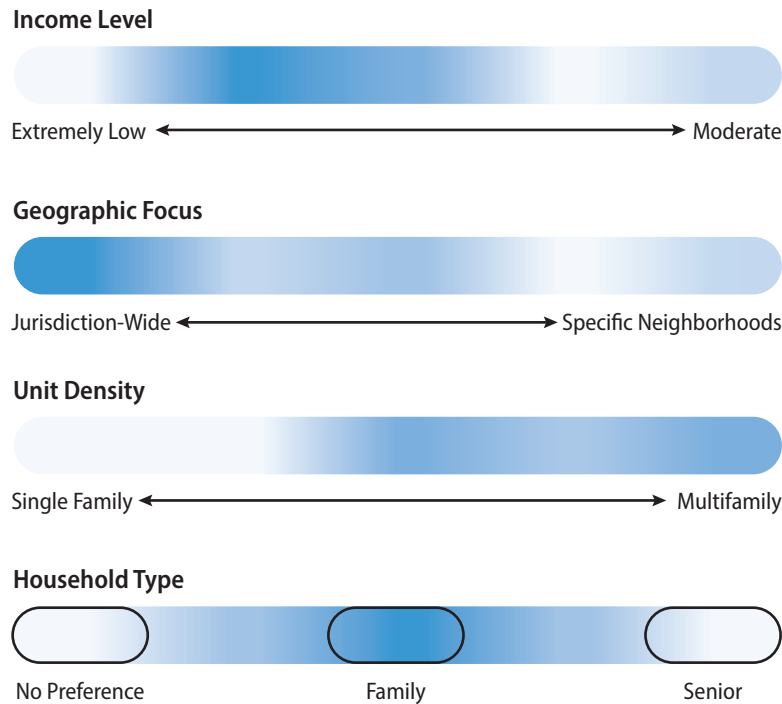 Income Level
Extremely Low Moderate
Geographic Focus
Jurisdiction-Wide Specific Neighborhoods
Unit Density
Single Family Multifamily
Household Type
No Preference Family Senior